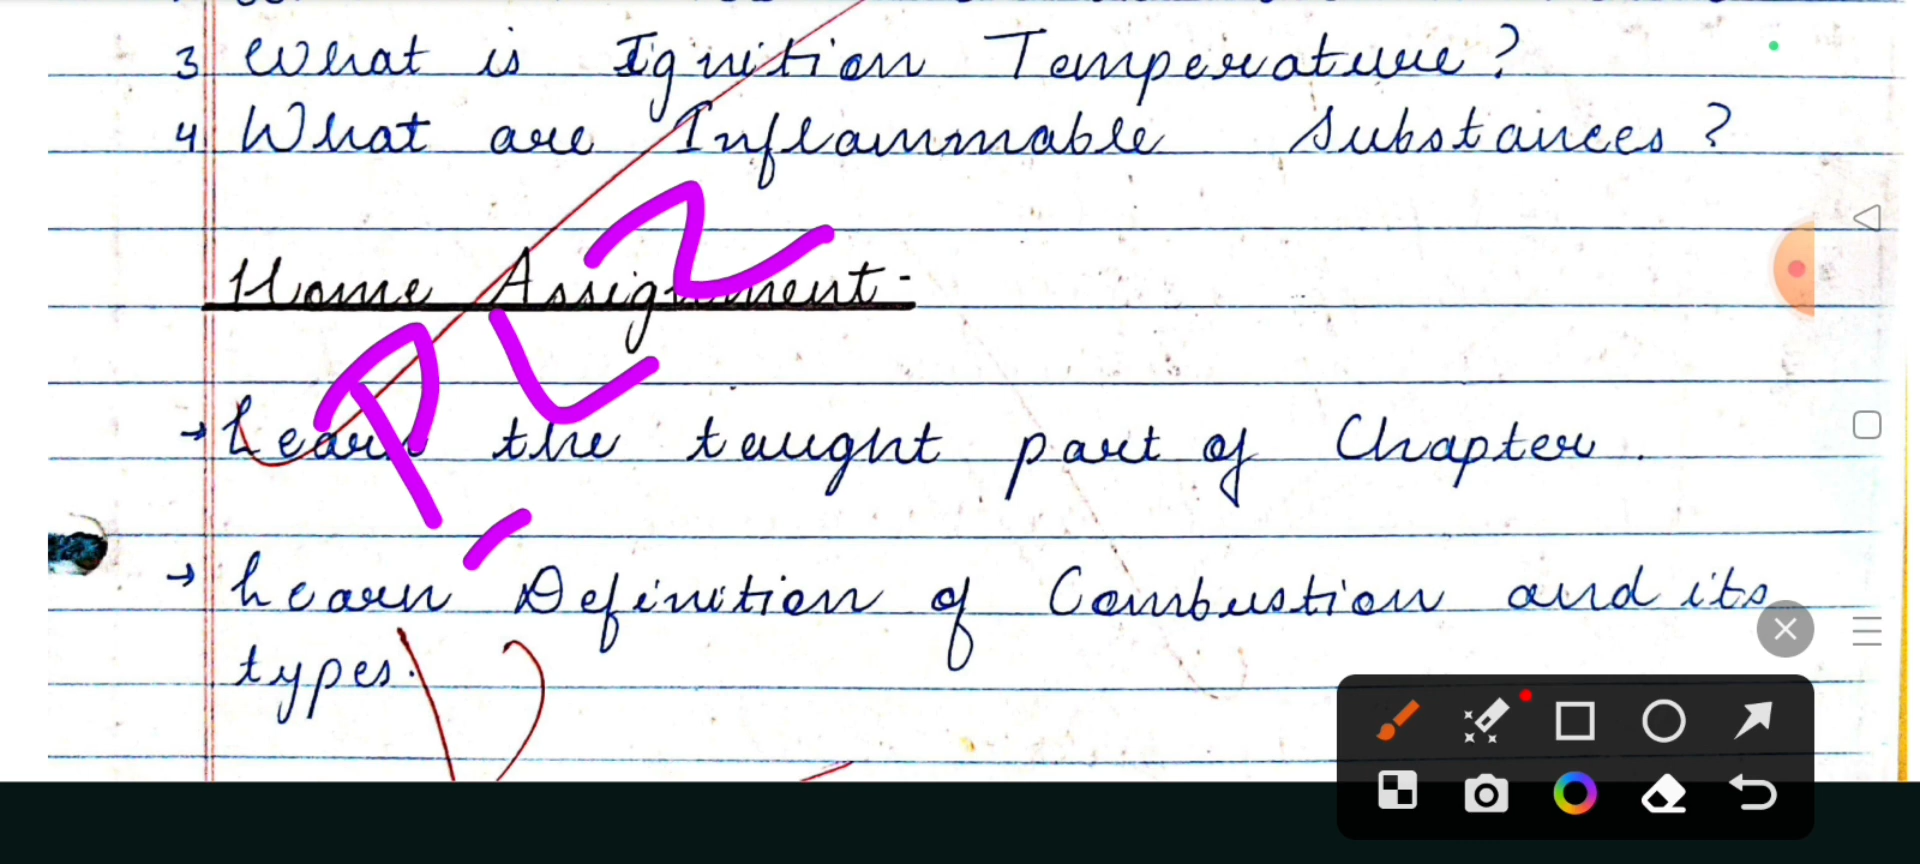 3 What is Ignition Temperature?
4 What are Inflammable Substances?
Home Assignment-
→ Learn the taught part of Chapter.
→ Learn Definition of Combustion and its
types.